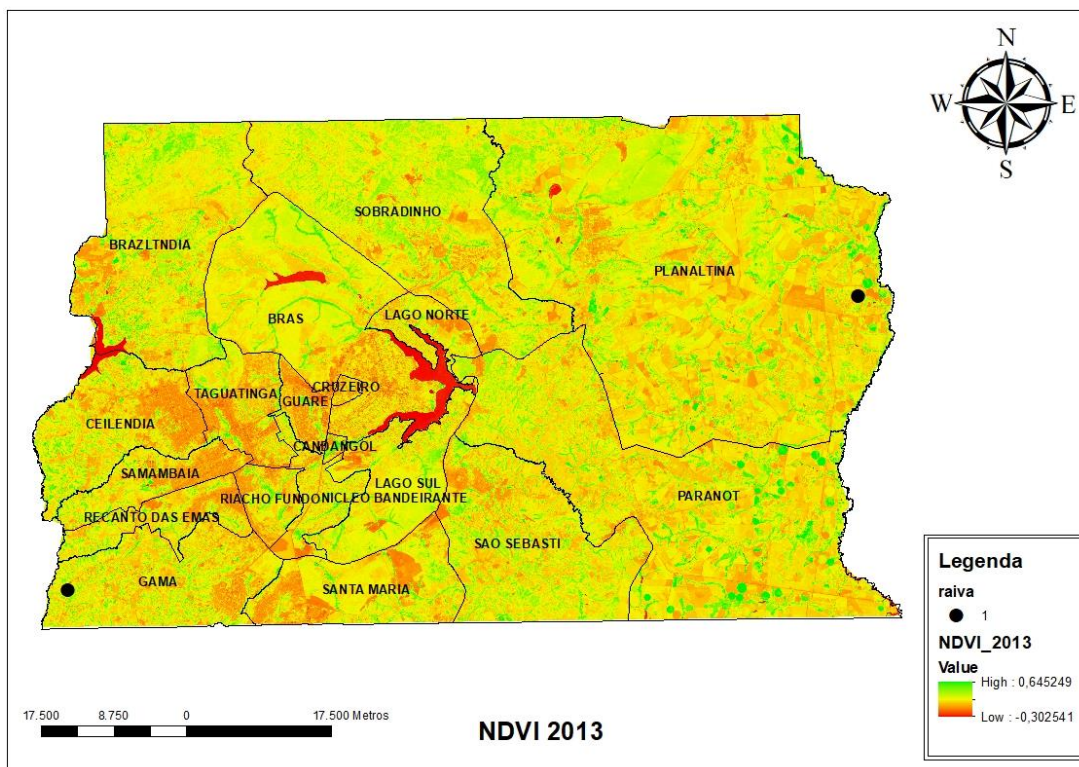 N
W E
S
SOBRADINHO
BRAZLTNDIA
PLANALTINA
BRAS
LAGO NORTE
CRUZEIRO
TAGUATINGA
GUARE
CEILENDIA
CANDANGOL
SAMAMBAIA
LAGO SUL
RIACHO FUNDO
NICLEO BANDEIRANTE
PARANOT
RECANTO DAS EMAS
SAO SEBASTI
GAMA
SANTA MARIA
Legenda
raiva
1
NDVI_2013
Value
High : 0,645249
Low : -0,302541
17.500 8.750 0 17.500 Metros
NDVI 2013